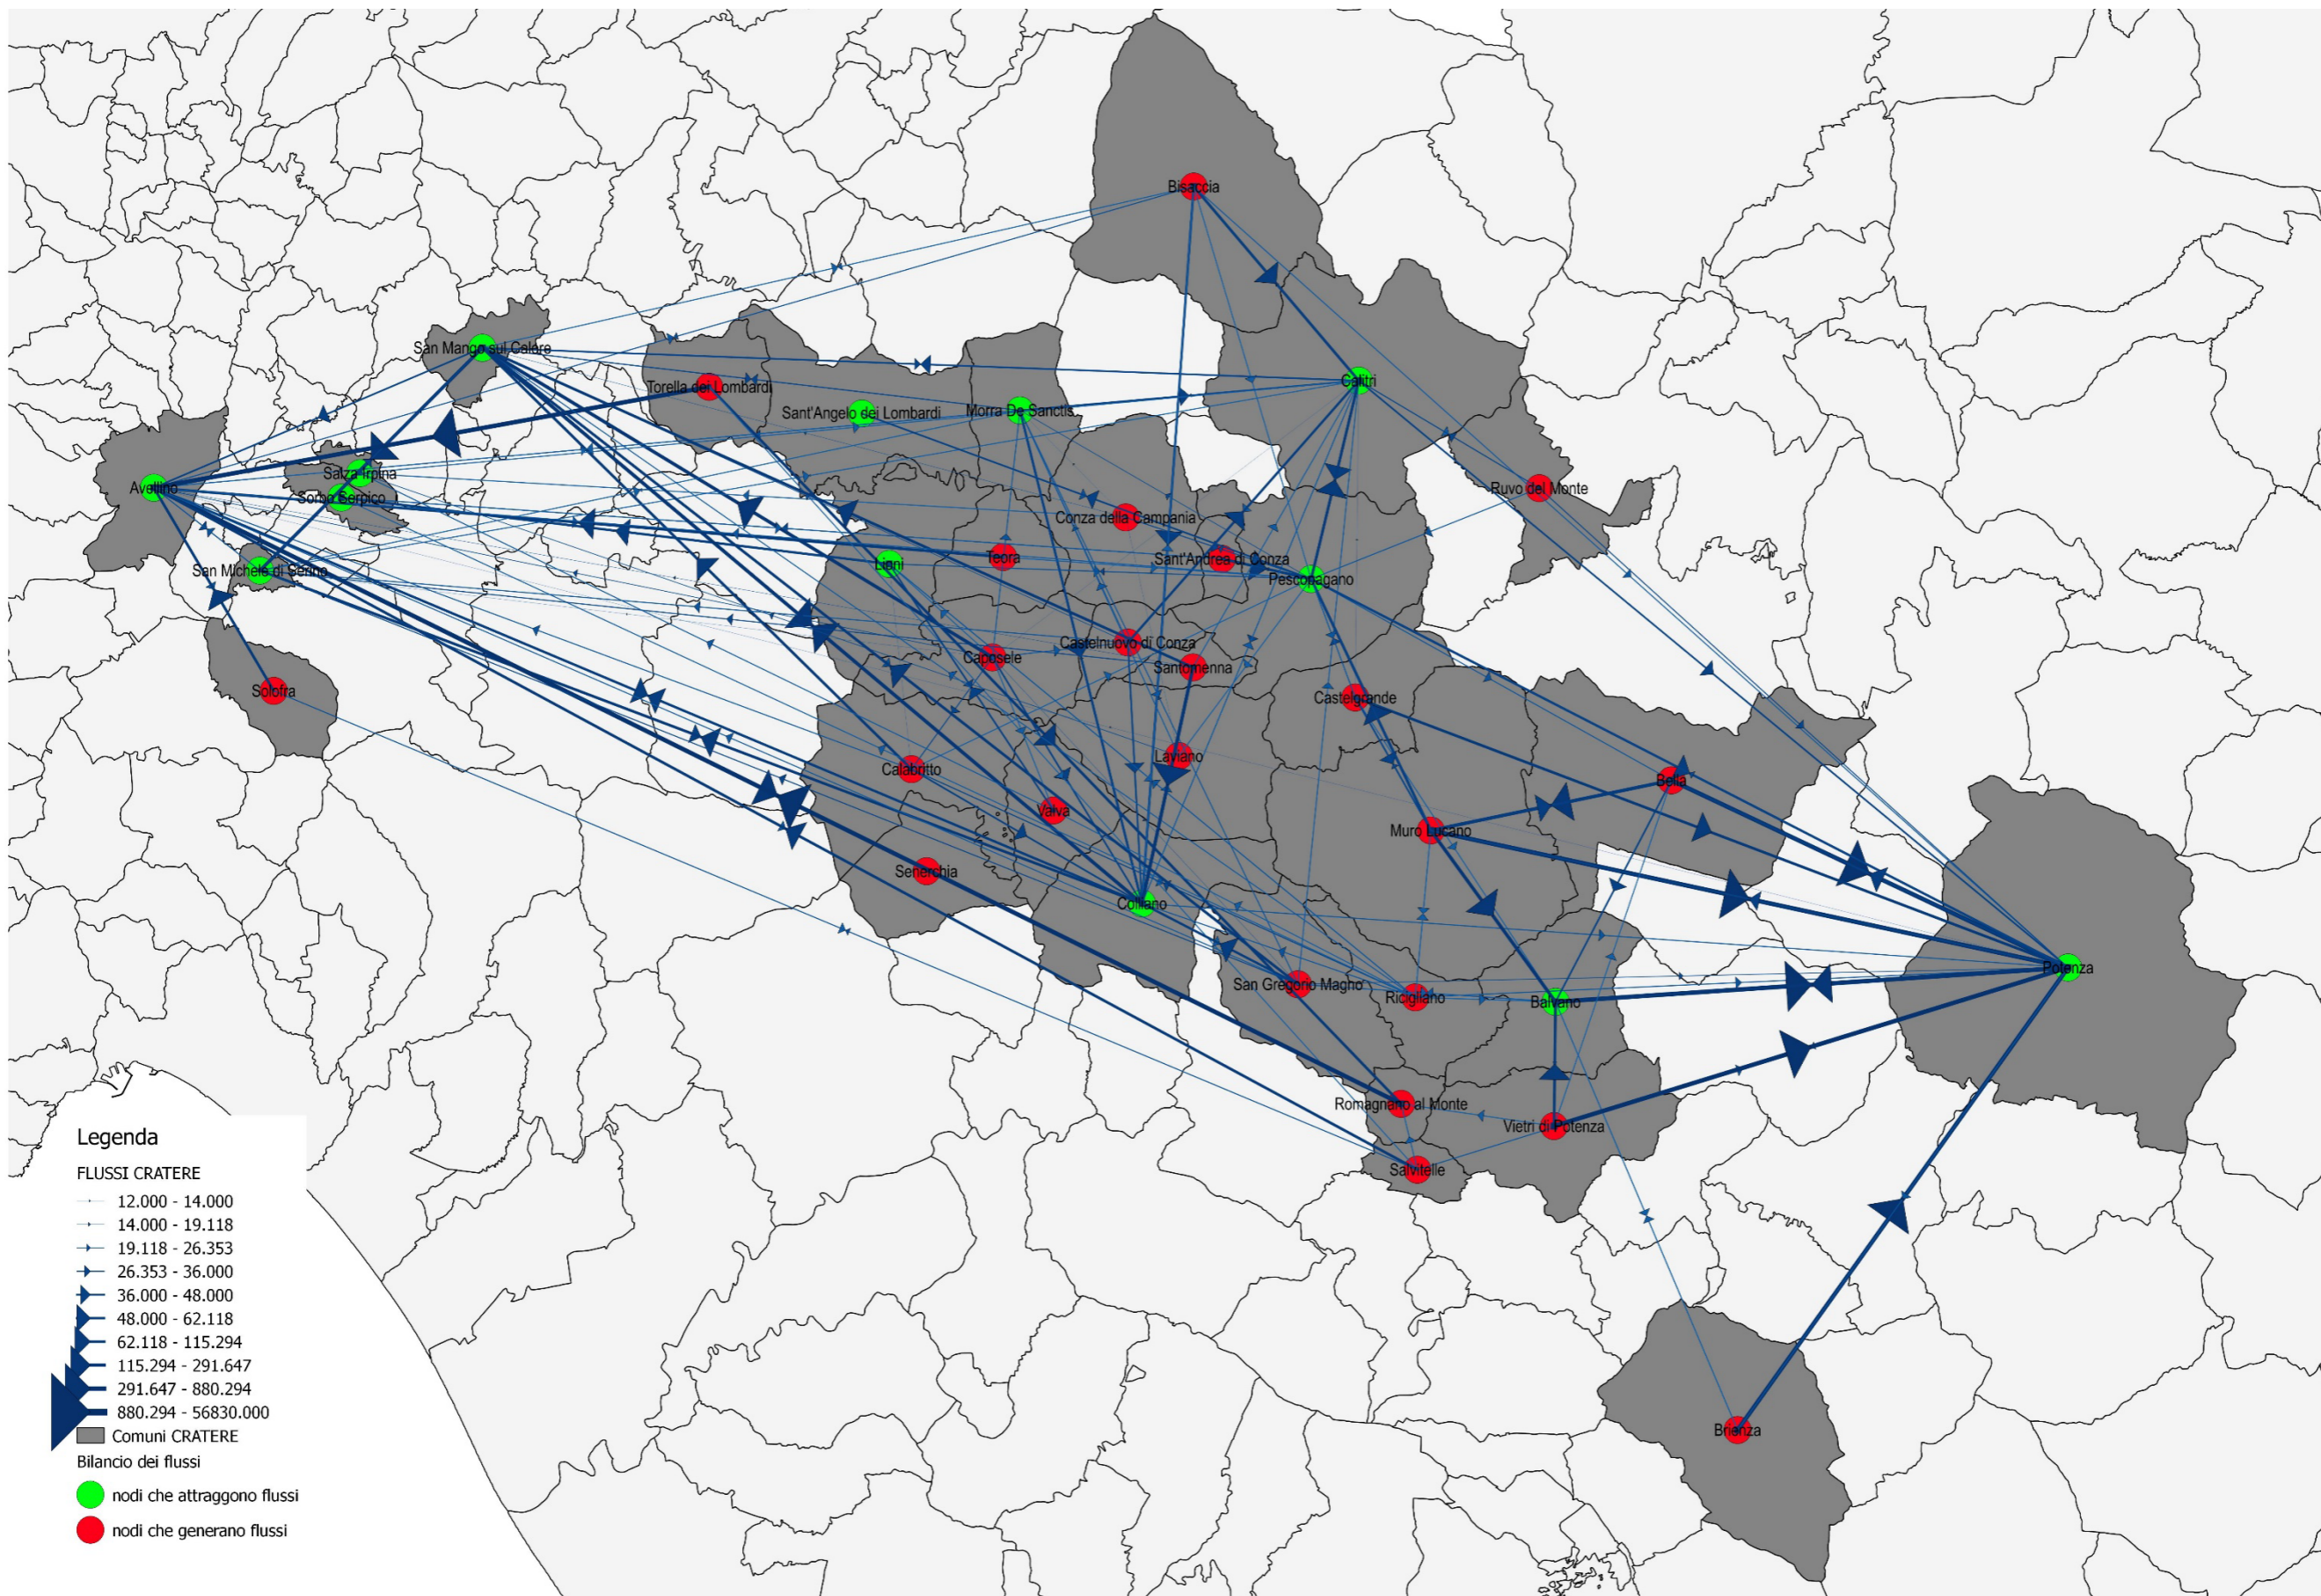 Bisaccia
San Mango sul Calore
Torella dei Lombardi
Calitri
Sant'Angelo dei Lombardi
Morra De Sanctis
Salza Irpina
Avellino
Sorbo Serpico
Ruvo del Monte
Conza della Campania
Lioni
Teora
Sant'Andrea di Conza
San Michele di Serino
Pescopagano
Castelnuovo di Conza
Caposele
Santomenna
Solofra
Castelgrande
Laviano
Calabritto
Bella
Valva
Muro Lucano
Senerchia
Colliano
Potenza
San Gregorio Magno
Ricigliano
Balvano
Romagnano al Monte
Vietri di Potenza
Salvitelle
Brienza
Legenda
FLUSSI CRATERE
12.000 - 14.000
14.000 - 19.118
19.118 - 26.353
26.353 - 36.000
36.000 - 48.000
48.000 - 62.118
62.118 - 115.294
115.294 - 291.647
291.647 - 880.294
880.294 - 56830.000
Comuni CRATERE
Bilancio dei flussi
nodi che attraggono flussi
nodi che generano flussi